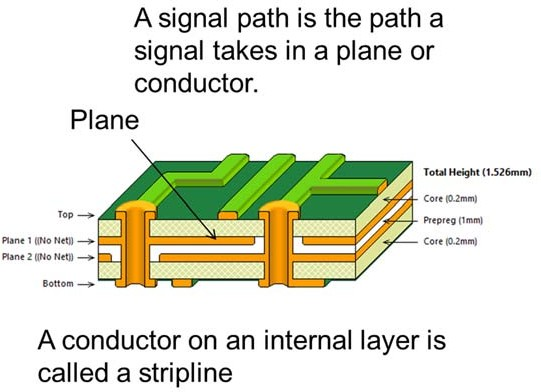 A signal path is the path a
signal takes in a plane or
conductor.
Plane
Total Height (1.526mm)
Core (0.2mm)
Top
Prepreg (1mm)
Plane 1 ((No Net))
Core (0.2mm)
Plane 2 ((No Net))
Bottom
A conductor on an internal layer is
called a stripline